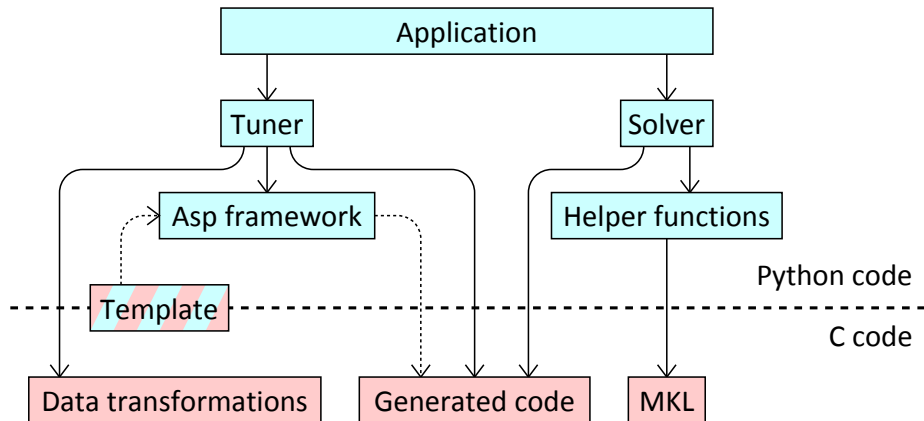 Application
Tuner
Solver
Asp framework
Helper functions
Python code
Template
C code
Data transformations
Generated code
MKL